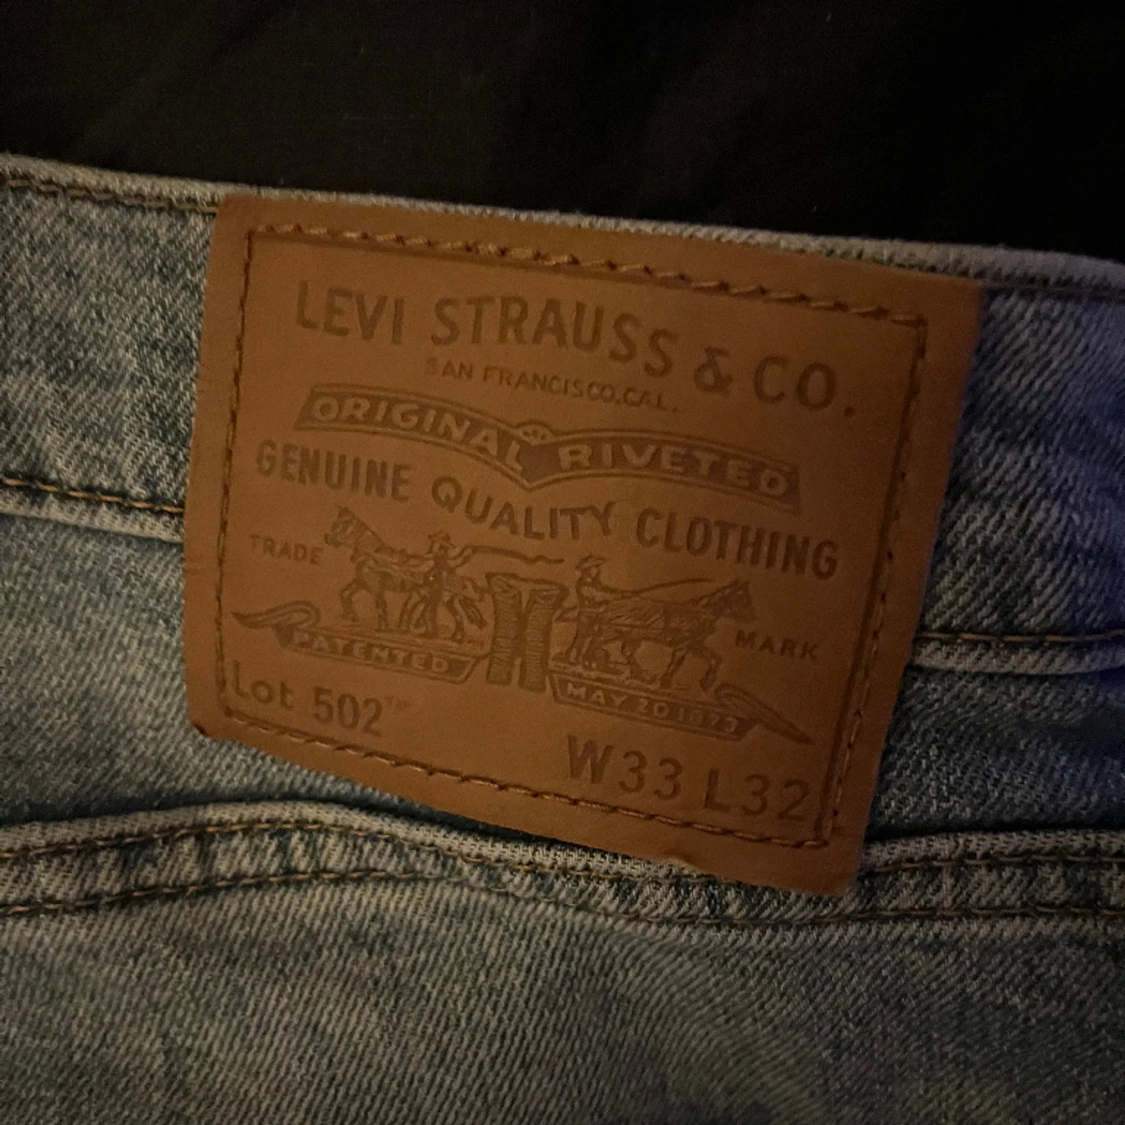 LEVI STRAUSS & CO.
SAN FRANCISCO, CAL.
ORIGINAL RIVETED
GENUINE QUALITY CLOTHING
TRADE MARK
PATENTED MAY 20 1873
Lot 502™
W33 L32